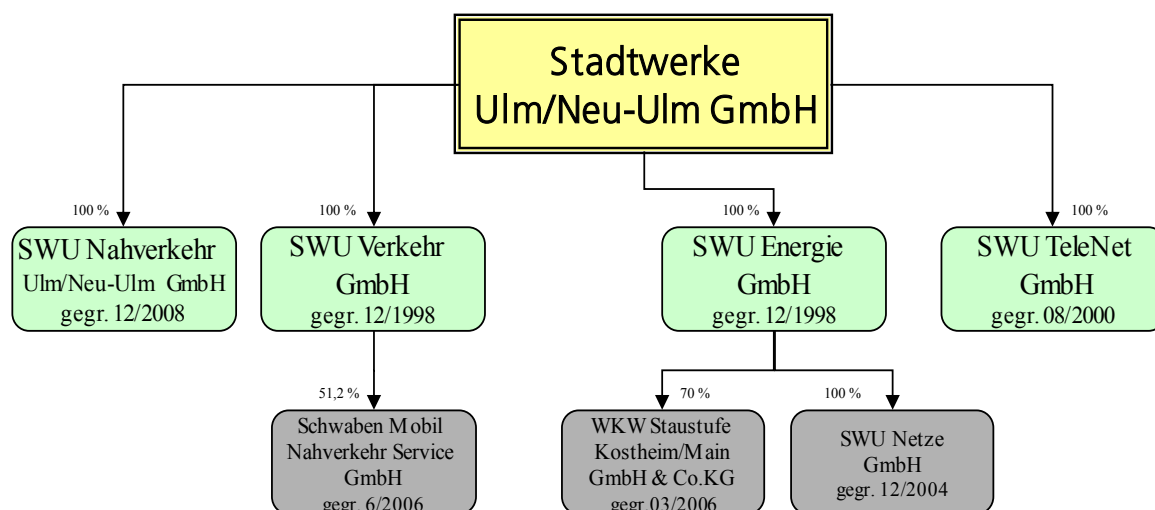 Stadtwerke
Ulm/Neu-Ulm GmbH
100 %
SWU Nahverkehr
Ulm/Neu-Ulm GmbH
gegr. 12/2008
100 %
SWU Verkehr
GmbH
gegr. 12/1998
100 %
SWU Energie
GmbH
gegr. 12/1998
100 %
SWU TeleNet
GmbH
gegr. 08/2000
51,2 %
Schwaben Mobil
Nahverkehr Service
GmbH
gegr. 6/2006
70 %
WKW Staustufe
Kostheim/Main
GmbH & Co.KG
gegr.03/2006
100 %
SWU Netze
GmbH
gegr. 12/2004